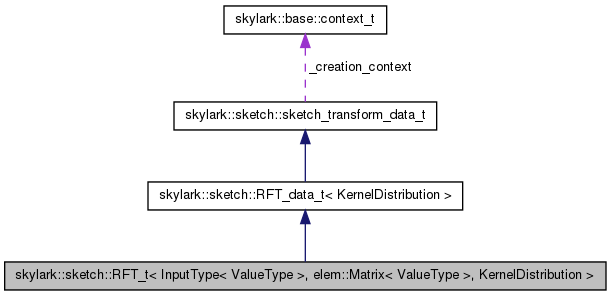 skylark::base::context_t
_creation_context
skylark::sketch::sketch_transform_data_t
skylark::sketch::RFT_data_t< KernelDistribution >
skylark::sketch::RFT_t< InputType< ValueType >, elem::Matrix< ValueType >, KernelDistribution >